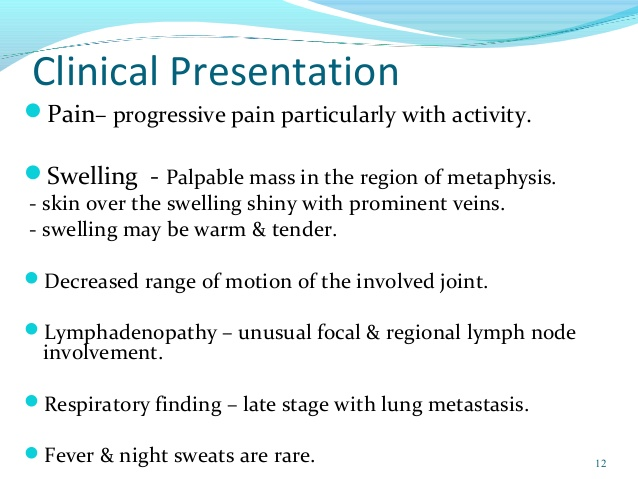 Clinical Presentation
Pain– progressive pain particularly with activity.
Swelling - Palpable mass in the region of metaphysis.
- skin over the swelling shiny with prominent veins.
- swelling may be warm & tender.
Decreased range of motion of the involved joint.
Lymphadenopathy – unusual focal & regional lymph node
involvement.
Respiratory finding – late stage with lung metastasis.
Fever & night sweats are rare.
12